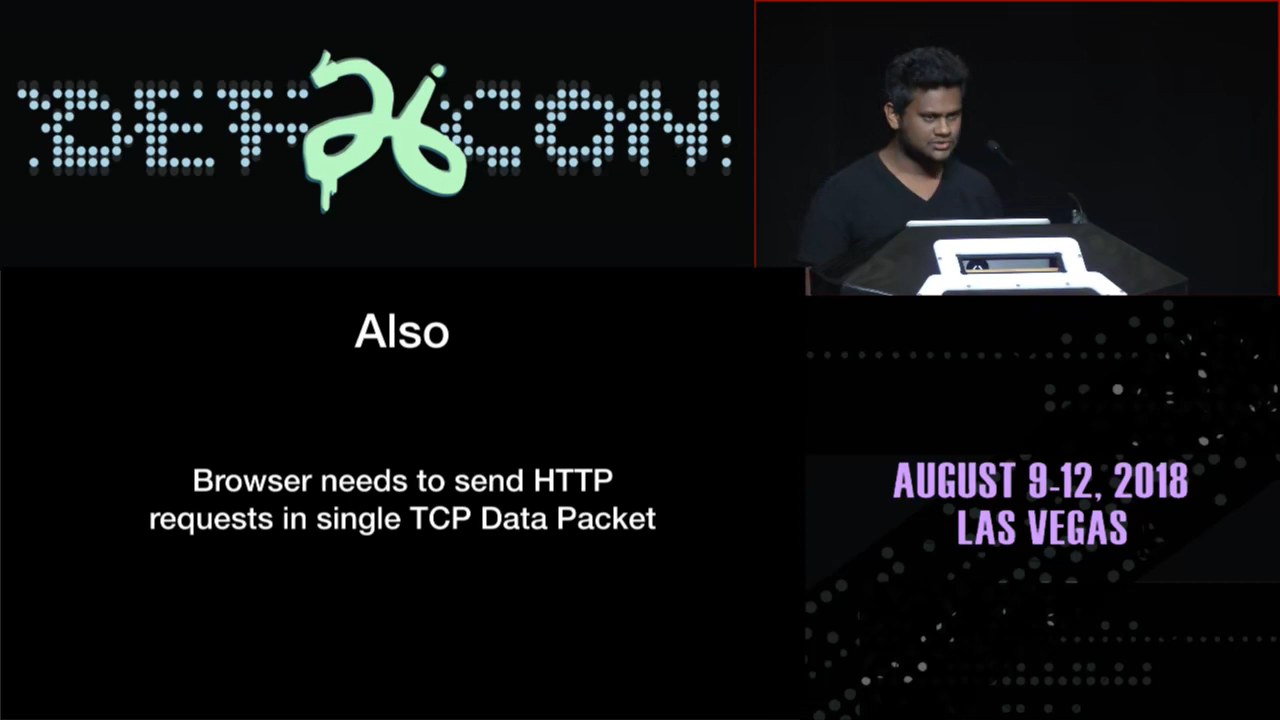 DEF 26 CON
Also
Browser needs to send HTTP
requests in single TCP Data Packet
AUGUST 9-12, 2018
LAS VEGAS